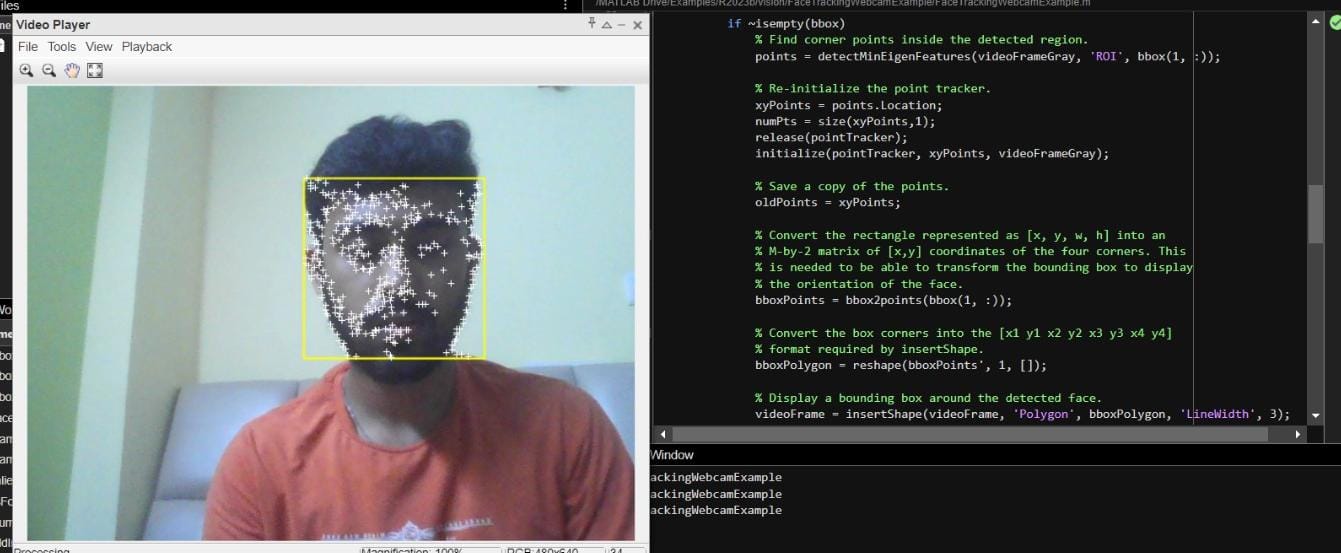 iles
/MATLAB Drive/Examples/R2023b/vision/FaceTrackingWebcamExample/FaceTrackingWebcamExample.m
Video Player
File Tools View Playback
if ~isempty(bbox)
% Find corner points inside the detected region.
points = detectMinEigenFeatures(videoFrameGray, 'ROI', bbox(1, :));
% Re-initialize the point tracker.
xyPoints = points.Location;
numPts = size(xyPoints,1);
release(pointTracker);
initialize(pointTracker, xyPoints, videoFrameGray);
% Save a copy of the points.
oldPoints = xyPoints;
% Convert the rectangle represented as [x, y, w, h] into an
% M-by-2 matrix of [x,y] coordinates of the four corners. This
% is needed to be able to transform the bounding box to display
% the orientation of the face.
bboxPoints = bbox2points(bbox(1, :));
% Convert the box corners into the [x1 y1 x2 y2 x3 y3 x4 y4]
% format required by insertShape.
bboxPolygon = reshape(bboxPoints', 1, []);
% Display a bounding box around the detected face.
videoFrame = insertShape(videoFrame, 'Polygon', bboxPolygon, 'LineWidth', 3);
Window
ackingWebcamExample
ackingWebcamExample
ackingWebcamExample
Processing
Magnification: 100%
RGB:480x640
34